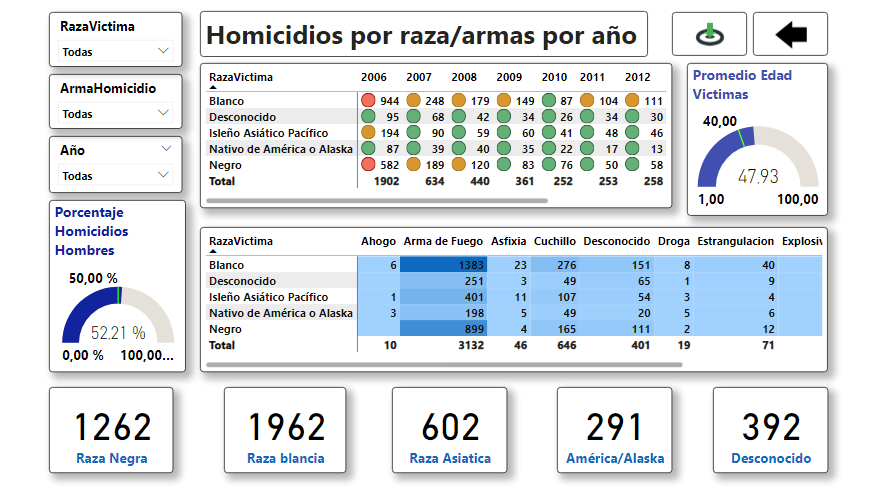 RazaVictima
Todas
Homicidios por raza/armas por año
ArmaHomicidio
Todas
Año
Todas
RazaVictima 2006 2007 2008 2009 2010 2011 2012
Blanco 944 248 179 149 87 104 111
Desconocido 95 68 42 34 26 34 30
Isleño Asiático Pacífico 194 90 59 60 41 48 46
Nativo de América o Alaska 87 39 40 35 22 17 13
Negro 582 189 120 83 76 50 58
Total 1902 634 440 361 252 253 258
Promedio Edad
Victimas
40,00
47,93
1,00 100,00
Porcentaje
Homicidios
Hombres
50,00 %
52,21 %
0,00 % 100,00...
RazaVictima Ahogo Arma de Fuego Asfixia Cuchillo Desconocido Droga Estrangulacion Explosiv
Blanco 6 1383 23 276 151 8 40
Desconocido 251 3 49 65 1 9
Isleño Asiático Pacífico 1 401 11 107 54 3 4
Nativo de América o Alaska 3 198 5 49 20 5 6
Negro 899 4 165 111 2 12
Total 10 3132 46 646 401 19 71
1262
Raza Negra
1962
Raza blancia
602
Raza Asiatica
291
América/Alaska
392
Desconocido